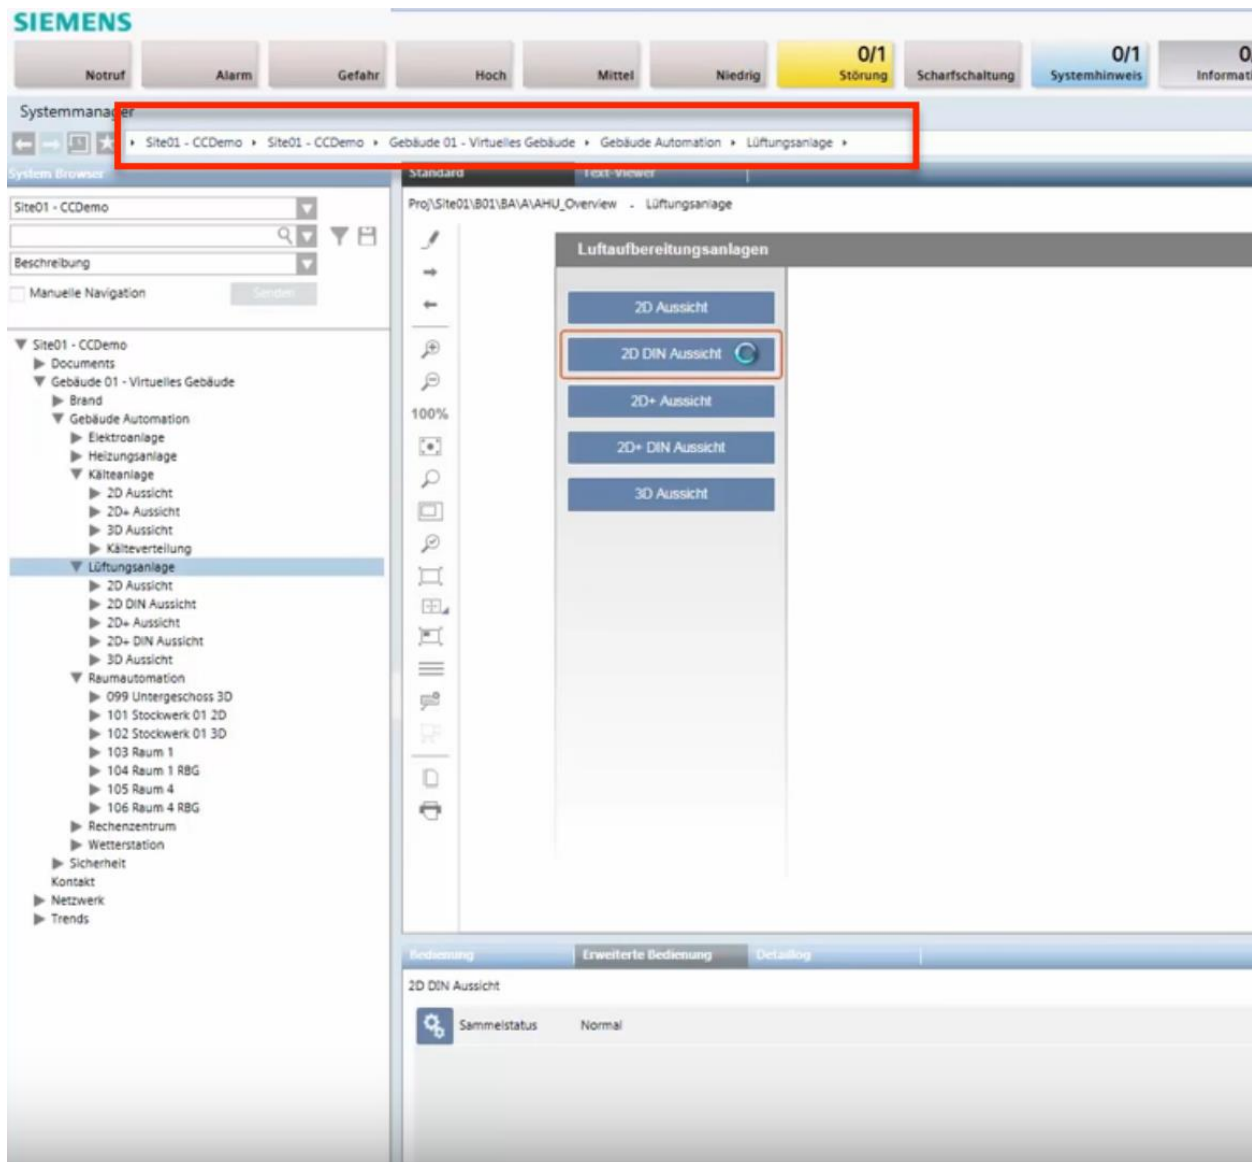 SIEMENS
Notruf
Alarm
Gefahr
Hoch
Mittel
Niedrig
0/1
Störung
Scharfschaltung
0/1
Systemhinweis
Systemmanager
Site01 - CCDemo
Site01 - CCDemo
Gebäude 01 - Virtuelles Gebäude
Gebäude Automation
Lüftungsanlage
System Browser
Site01 - CCDemo
Beschreibung
Manuelle Navigation
Senden
Site01 - CCDemo
Documents
Gebäude 01 - Virtuelles Gebäude
Brand
Gebäude Automation
Elektroanlage
Heizungsanlage
Kälteanlage
2D Aussicht
2D+ Aussicht
3D Aussicht
Kälteverteilung
Lüftungsanlage
2D Aussicht
2D DIN Aussicht
2D+ Aussicht
2D+ DIN Aussicht
3D Aussicht
Raumautomation
099 Untergeschoss 3D
101 Stockwerk 01 2D
102 Stockwerk 01 3D
103 Raum 1
104 Raum 1 RBG
105 Raum 4
106 Raum 4 RBG
Rechenzentrum
Wetterstation
Sicherheit
Kontakt
Netzwerk
Trends
Standard
Text-Viewer
Proj\Site01\B01\BA\A\AHU_Overview - Lüftungsanlage
100%
Luftaufbereitungsanlagen
2D Aussicht
2D DIN Aussicht
2D+ Aussicht
2D+ DIN Aussicht
3D Aussicht
Bedienung
Erweiterte Bedienung
Detaillog
2D DIN Aussicht
Sammelstatus
Normal